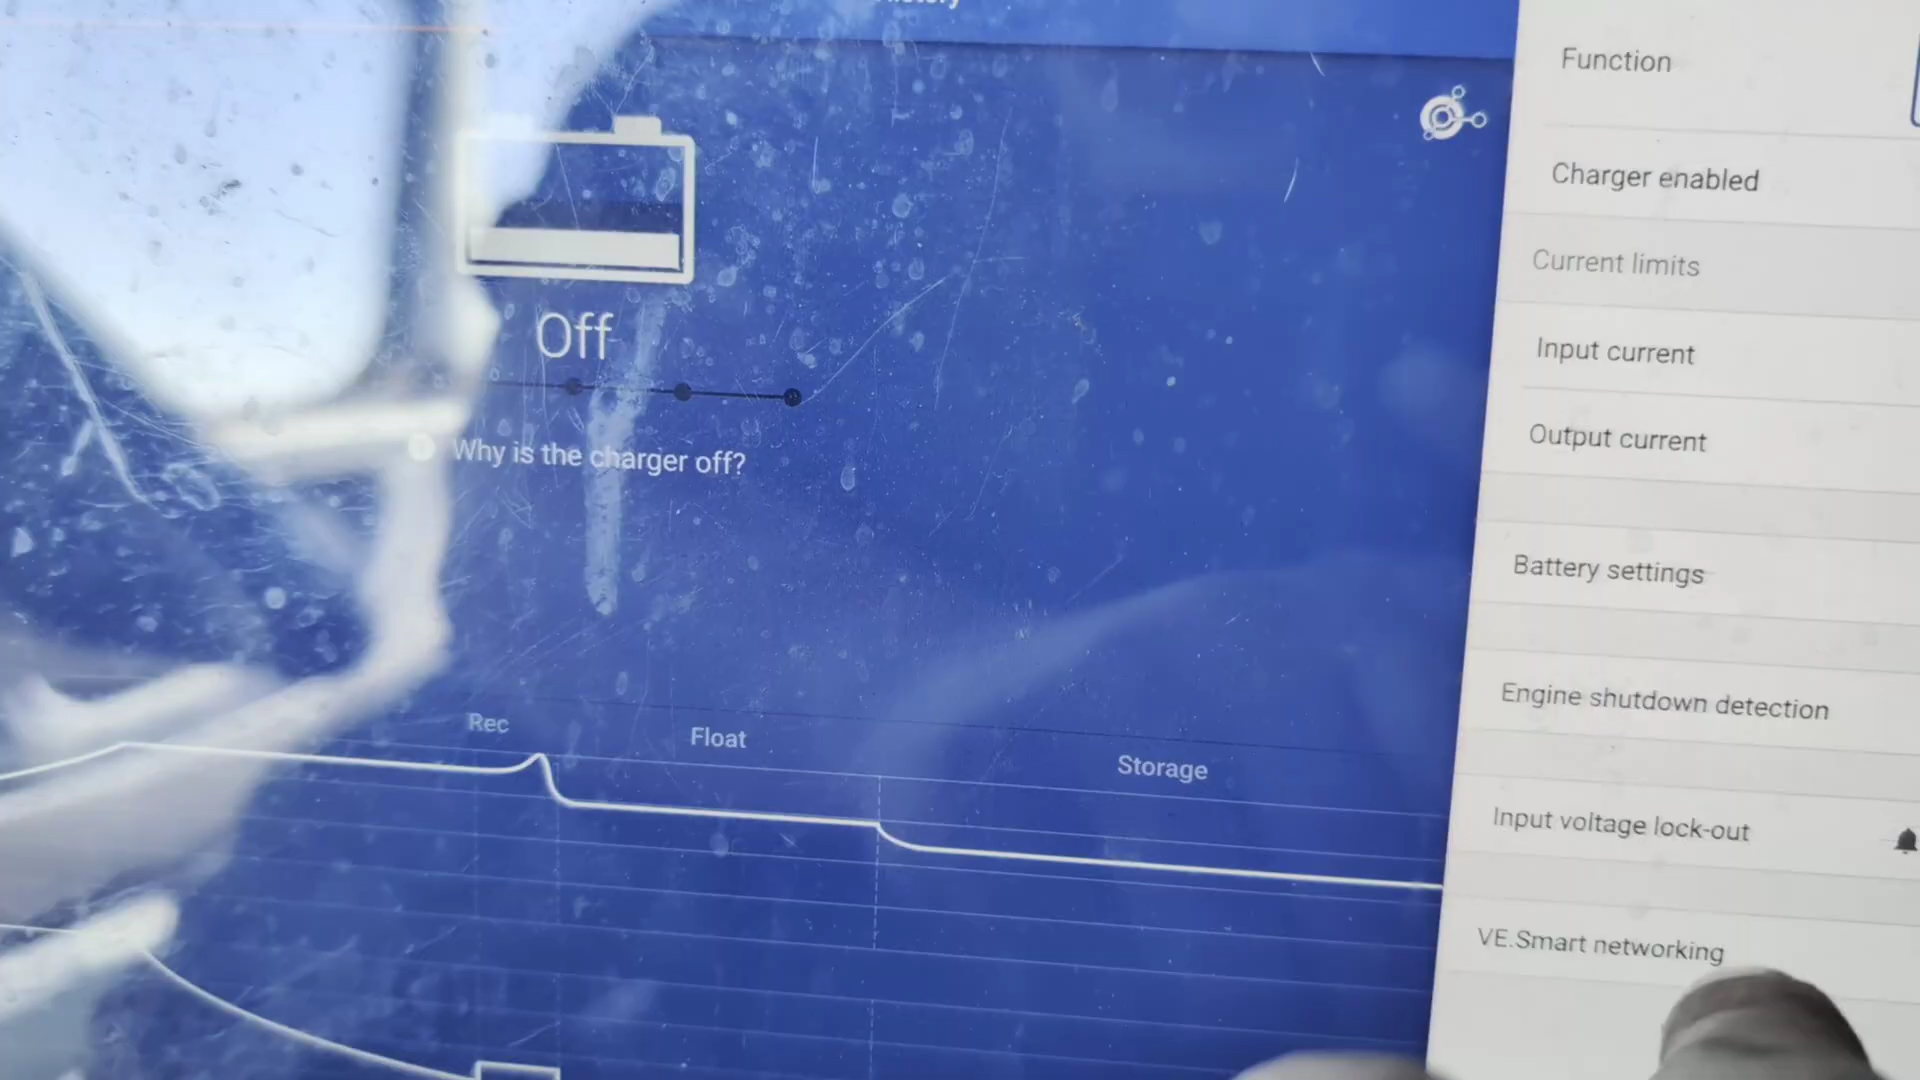 Off
Why is the charger off?
Rec
Float
Storage
Function
Charger enabled
Current limits
Input current
Output current
Battery settings
Engine shutdown detection
Input voltage lock-out
VE.Smart networking